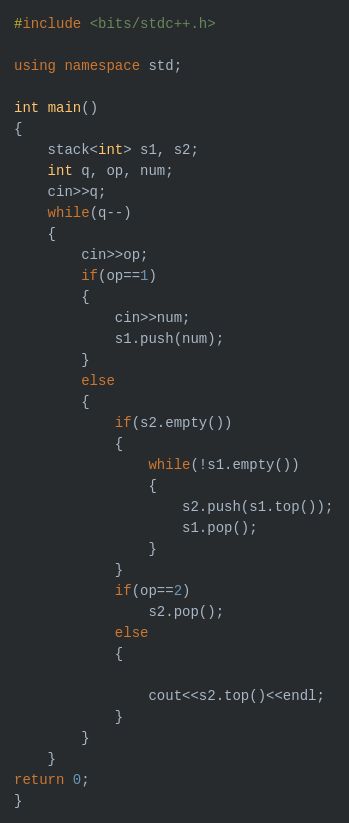 #include <bits/stdc++.h>

using namespace std;

int main()
{
    stack<int> s1, s2;
    int q, op, num;
    cin>>q;
    while(q--)
    {
        cin>>op;
        if(op==1)
        {
            cin>>num;
            s1.push(num);
        }
        else
        {
            if(s2.empty())
            {
                while(!s1.empty())
                {
                    s2.push(s1.top());
                    s1.pop();
                }
            }
            if(op==2)
                s2.pop();
            else
            {

                cout<<s2.top()<<endl;
            }
        }
    }
return 0;
}